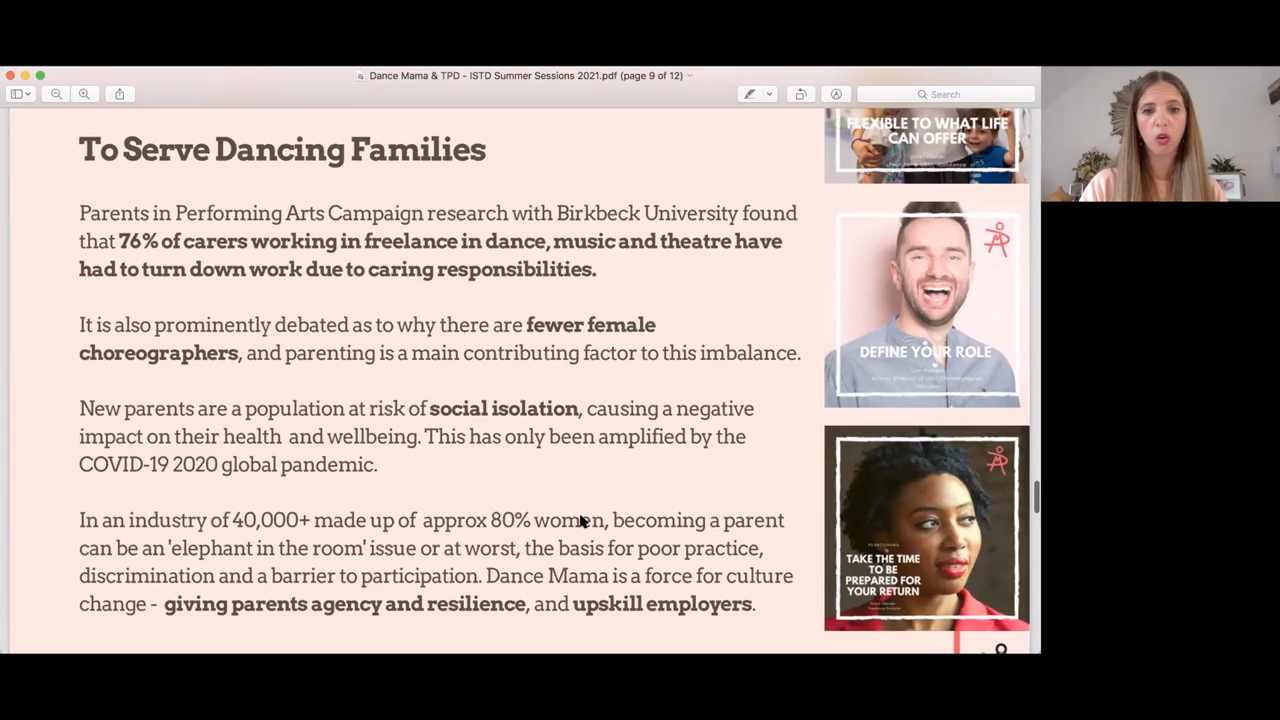 Dance Mama & TPD - ISTD Summer Sessions 2021.pdf (page 9 of 12)
Search
To Serve Dancing Families
Parents in Performing Arts Campaign research with Birkbeck University found
that 76% of carers working in freelance in dance, music and theatre have
had to turn down work due to caring responsibilities.
It is also prominently debated as to why there are fewer female
choreographers, and parenting is a main contributing factor to this imbalance.
New parents are a population at risk of social isolation, causing a negative
impact on their health and wellbeing. This has only been amplified by the
COVID-19 2020 global pandemic.
In an industry of 40,000+ made up of approx 80% women, becoming a parent
can be an 'elephant in the room' issue or at worst, the basis for poor practice,
discrimination and a barrier to participation. Dance Mama is a force for culture
change - giving parents agency and resilience, and upskill employers.
FLEXIBLE TO WHAT LIFE
CAN OFFER
DEFINE YOUR ROLE
TAKE THE TIME
TO BE
PREPARED FOR
YOUR RETURN